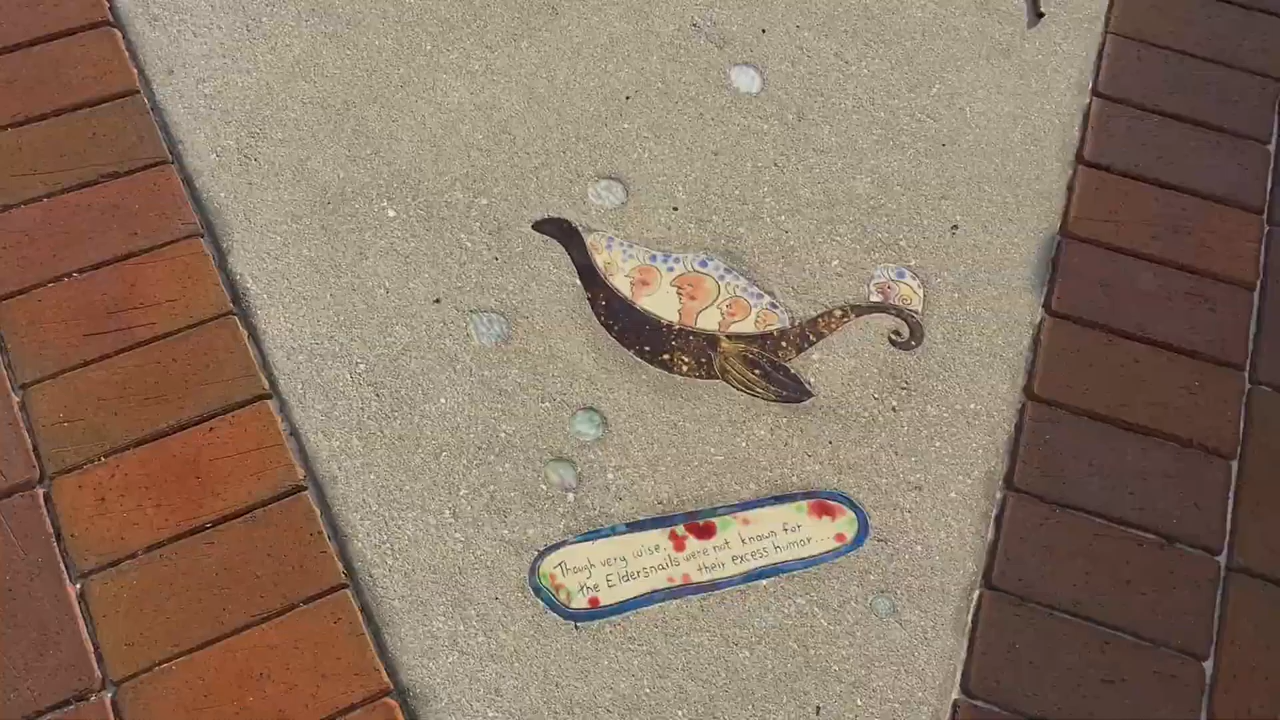 Though very wise,
the Eldersnails were not known for
their excess humor...